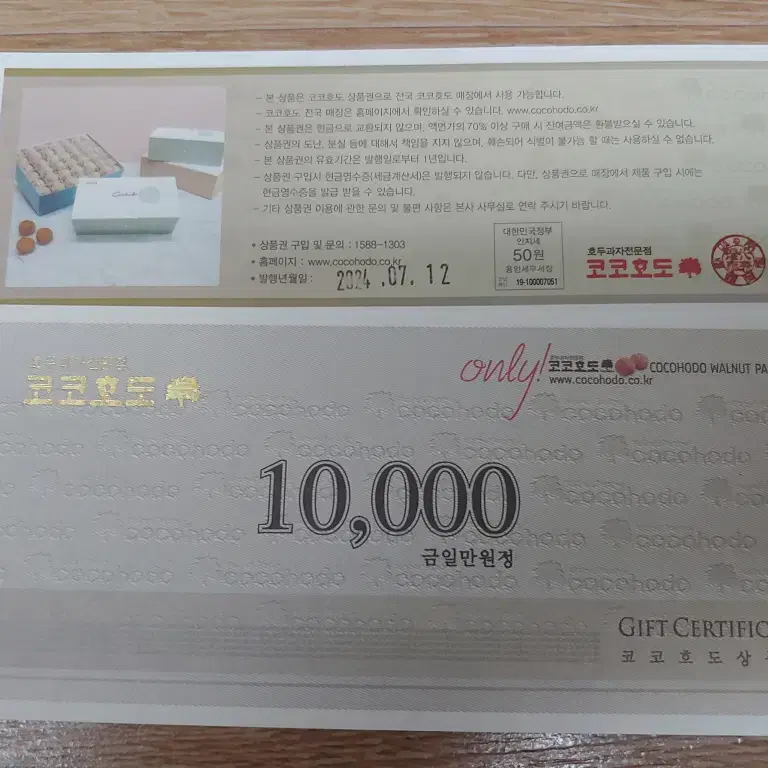 - 본 상품은 코코호도 상품권으로 전국 코코호도 매장에서 사용 가능합니다.
- 코코호도 전국 매장은 홈페이지에서 확인하실 수 있습니다. www.cocohodo.co.kr
- 본 상품권은 현금으로 교환되지 않으며, 액면가의 70% 이상 구매 시 잔여금액은 환불받으실 수 있습니다.
- 상품권의 도난, 분실 등에 대해서 책임을 지지 않으며, 훼손되어 식별이 불가능 할 때는 사용하실 수 없습니다.
- 본 상품권의 유효기간은 발행일로부터 1년입니다.
- 상품권 구입시 현금영수증(세금계산서)은 발행되지 않습니다. 다만, 상품권으로 매장에서 제품 구입 시에는
현금영수증을 발급 받을 수 있습니다.
- 기타 상품권 이용에 관한 문의 및 불편 사항은 본사 사무실로 연락 주시기 바랍니다.
• 상품권 구입 및 문의 : 1588-1303
• 홈페이지 : www.cocohodo.co.kr
• 발행년월일 : 2024.07.12
대한민국정부
인지세
50원
용인세무서장
19-100007051
호두과자전문점
코코호도
호두과자전문점
코코호도
only! 코코호도 COCOHODO WALNUT PA
www.cocohodo.co.kr
cocohodo
10,000
금일만원정
GIFT CERTIFIC
코코호도상